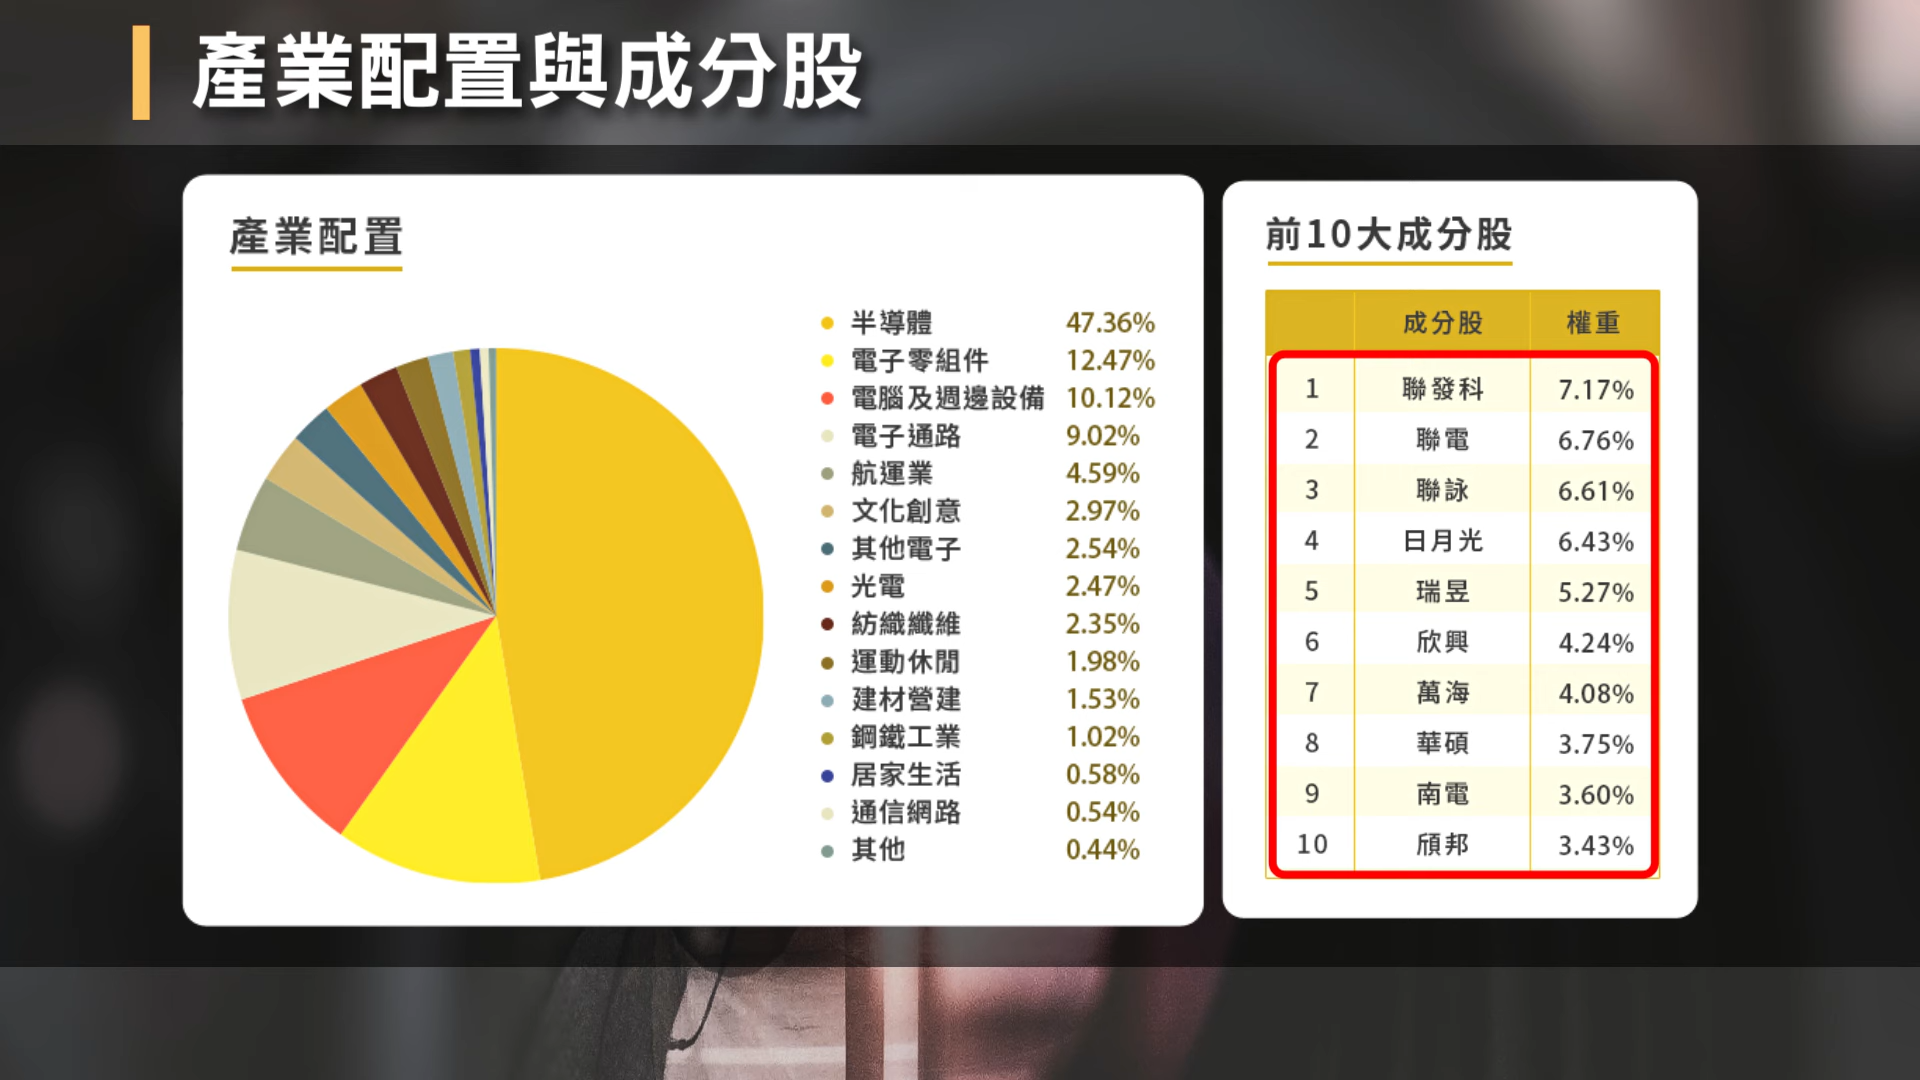 產業配置與成分股
產業配置
半導體 47.36%
電子零組件 12.47%
電腦及週邊設備 10.12%
電子通路 9.02%
航運業 4.59%
文化創意 2.97%
其他電子 2.54%
光電 2.47%
紡織纖維 2.35%
運動休閒 1.98%
建材營建 1.53%
鋼鐵工業 1.02%
居家生活 0.58%
通信網路 0.54%
其他 0.44%
前10大成分股
成分股 權重
1 聯發科 7.17%
2 聯電 6.76%
3 聯詠 6.61%
4 日月光 6.43%
5 瑞昱 5.27%
6 欣興 4.24%
7 萬海 4.08%
8 華碩 3.75%
9 南電 3.60%
10 頎邦 3.43%